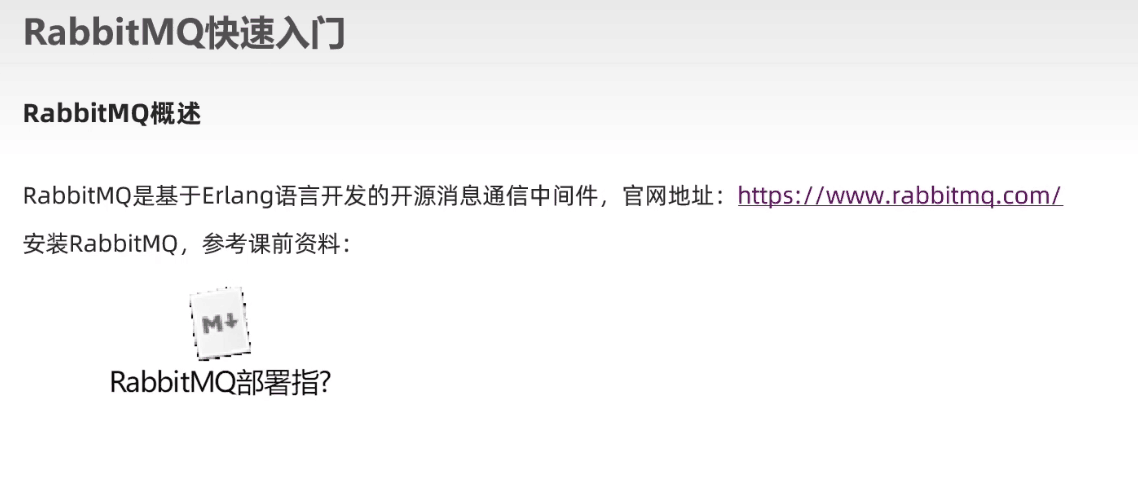 RabbitMQ快速入门
RabbitMQ概述
RabbitMQ是基于Erlang语言开发的开源消息通信中间件，官网地址：https://www.rabbitmq.com/
安装RabbitMQ，参考课前资料：
M↓
RabbitMQ部署指?